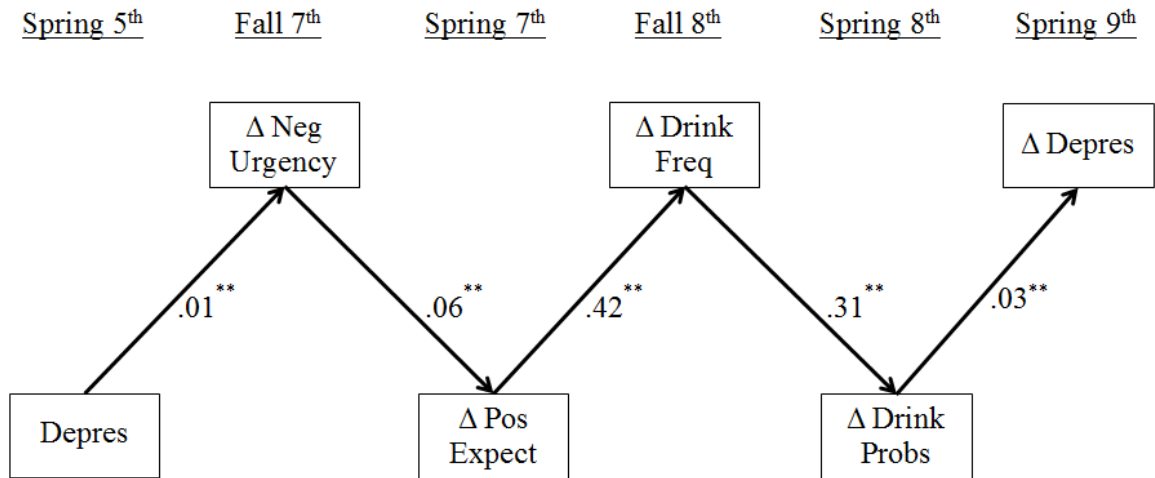 Spring 5th Fall 7th Spring 7th Fall 8th Spring 8th Spring 9th
Δ Neg
Urgency
Δ Drink
Freq
Δ Depres
.01** .06** .42** .31** .03**
Depres
Δ Pos
Expect
Δ Drink
Probs